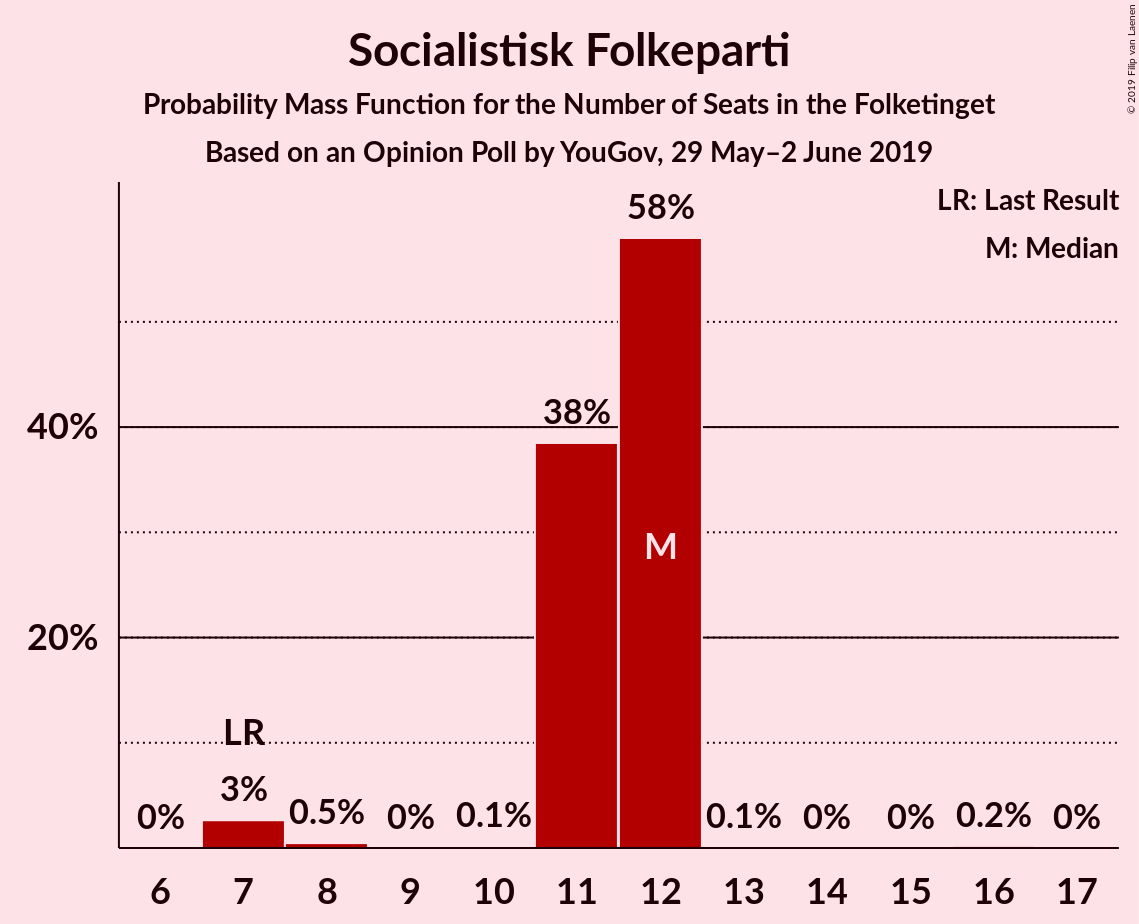 Socialistisk Folkeparti
Probability Mass Function for the Number of Seats in the Folketinget
Based on an Opinion Poll by YouGov, 29 May–2 June 2019
© 2019 Filip van Laenen
LR: Last Result
M: Median
58%
40%
38%
M
20%
LR
3%
0%
0.5%
0%
0.1%
0.1%
0%
0%
0.2%
0%
6 7 8 9 10 11 12 13 14 15 16 17